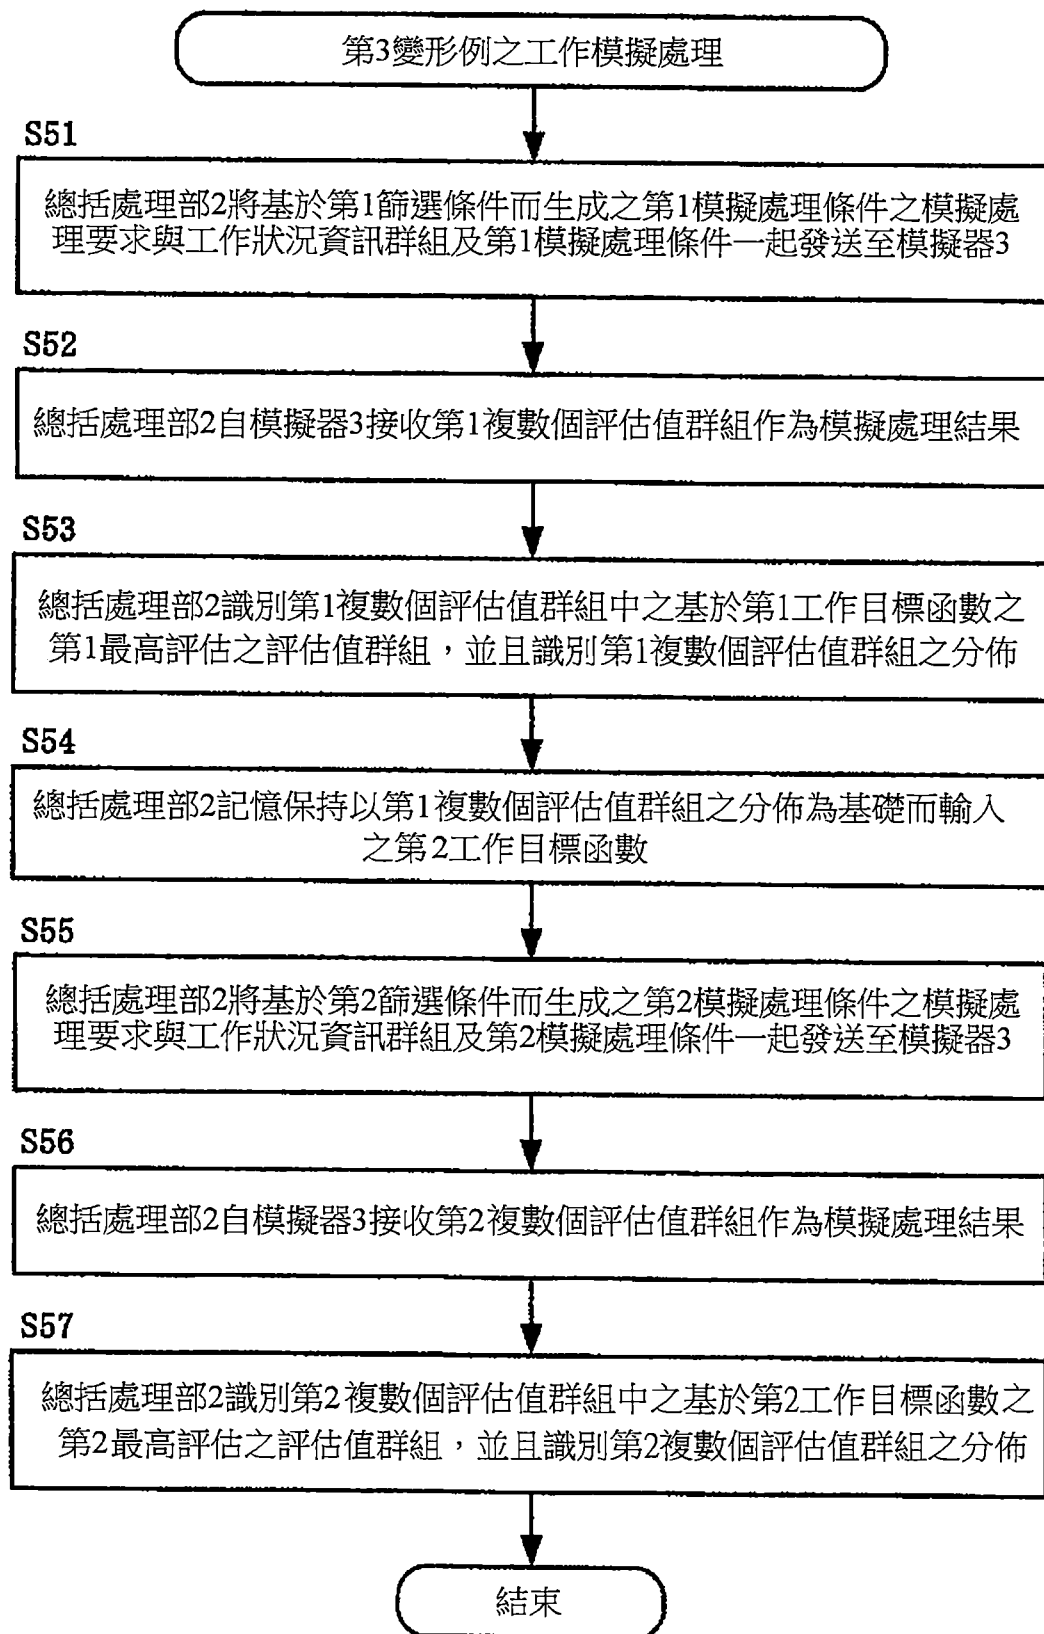 第3變形例之工作模擬處理
S51
總括處理部2將基於第1篩選條件而生成之第1模擬處理條件之模擬處
理要求與工作狀況資訊群組及第1模擬處理條件一起發送至模擬器3
S52
總括處理部2自模擬器3接收第1複數個評估值群組作為模擬處理結果
S53
總括處理部2識別第1複數個評估值群組中之基於第1工作目標函數之
第1最高評估之評估值群組，並且識別第1複數個評估值群組之分佈
S54
總括處理部2記憶保持以第1複數個評估值群組之分佈為基礎而輸入
之第2工作目標函數
S55
總括處理部2將基於第2篩選條件而生成之第2模擬處理條件之模擬處
理要求與工作狀況資訊群組及第2模擬處理條件一起發送至模擬器3
S56
總括處理部2自模擬器3接收第2複數個評估值群組作為模擬處理結果
S57
總括處理部2識別第2複數個評估值群組中之基於第2工作目標函數之
第2最高評估之評估值群組，並且識別第2複數個評估值群組之分佈
結束